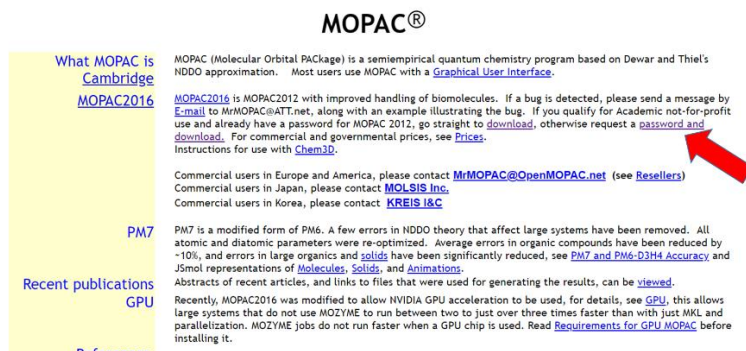 MOPAC®
What MOPAC is
Cambridge
MOPAC (Molecular Orbital PACkage) is a semiempirical quantum chemistry program based on Dewar and Thiel's
NDDO approximation. Most users use MOPAC with a Graphical User Interface.
MOPAC2016
MOPAC2016 is MOPAC2012 with improved handling of biomolecules. If a bug is detected, please send a message by
E-mail to MrMOPAC@ATT.net, along with an example illustrating the bug. If you qualify for Academic not-for-profit
use and already have a password for MOPAC 2012, go straight to download, otherwise request a password and
download. For commercial and governmental prices, see Prices.
Instructions for use with Chem3D.
Commercial users in Europe and America, please contact MrMOPAC@OpenMOPAC.net (see Resellers)
Commercial users in Japan, please contact MOLSIS Inc.
Commercial users in Korea, please contact KREIS I&C
PM7
PM7 is a modified form of PM6. A few errors in NDDO theory that affect large systems have been removed. All
atomic and diatomic parameters were re-optimized. Average errors in organic compounds have been reduced by
~10%, and errors in large organics and solids have been significantly reduced, see PM7 and PM6-D3H4 Accuracy and
JSmol representations of Molecules, Solids, and Animations.
Recent publications
Abstracts of recent articles, and links to files that were used for generating the results, can be viewed.
GPU
Recently, MOPAC2016 was modified to allow NVIDIA GPU acceleration to be used, for details, see GPU, this allows
large systems that do not use MOZYME to run between two to just over three times faster than with just MKL and
parallelization. MOZYME jobs do not run faster when a GPU chip is used. Read Requirements for GPU MOPAC before
installing it.